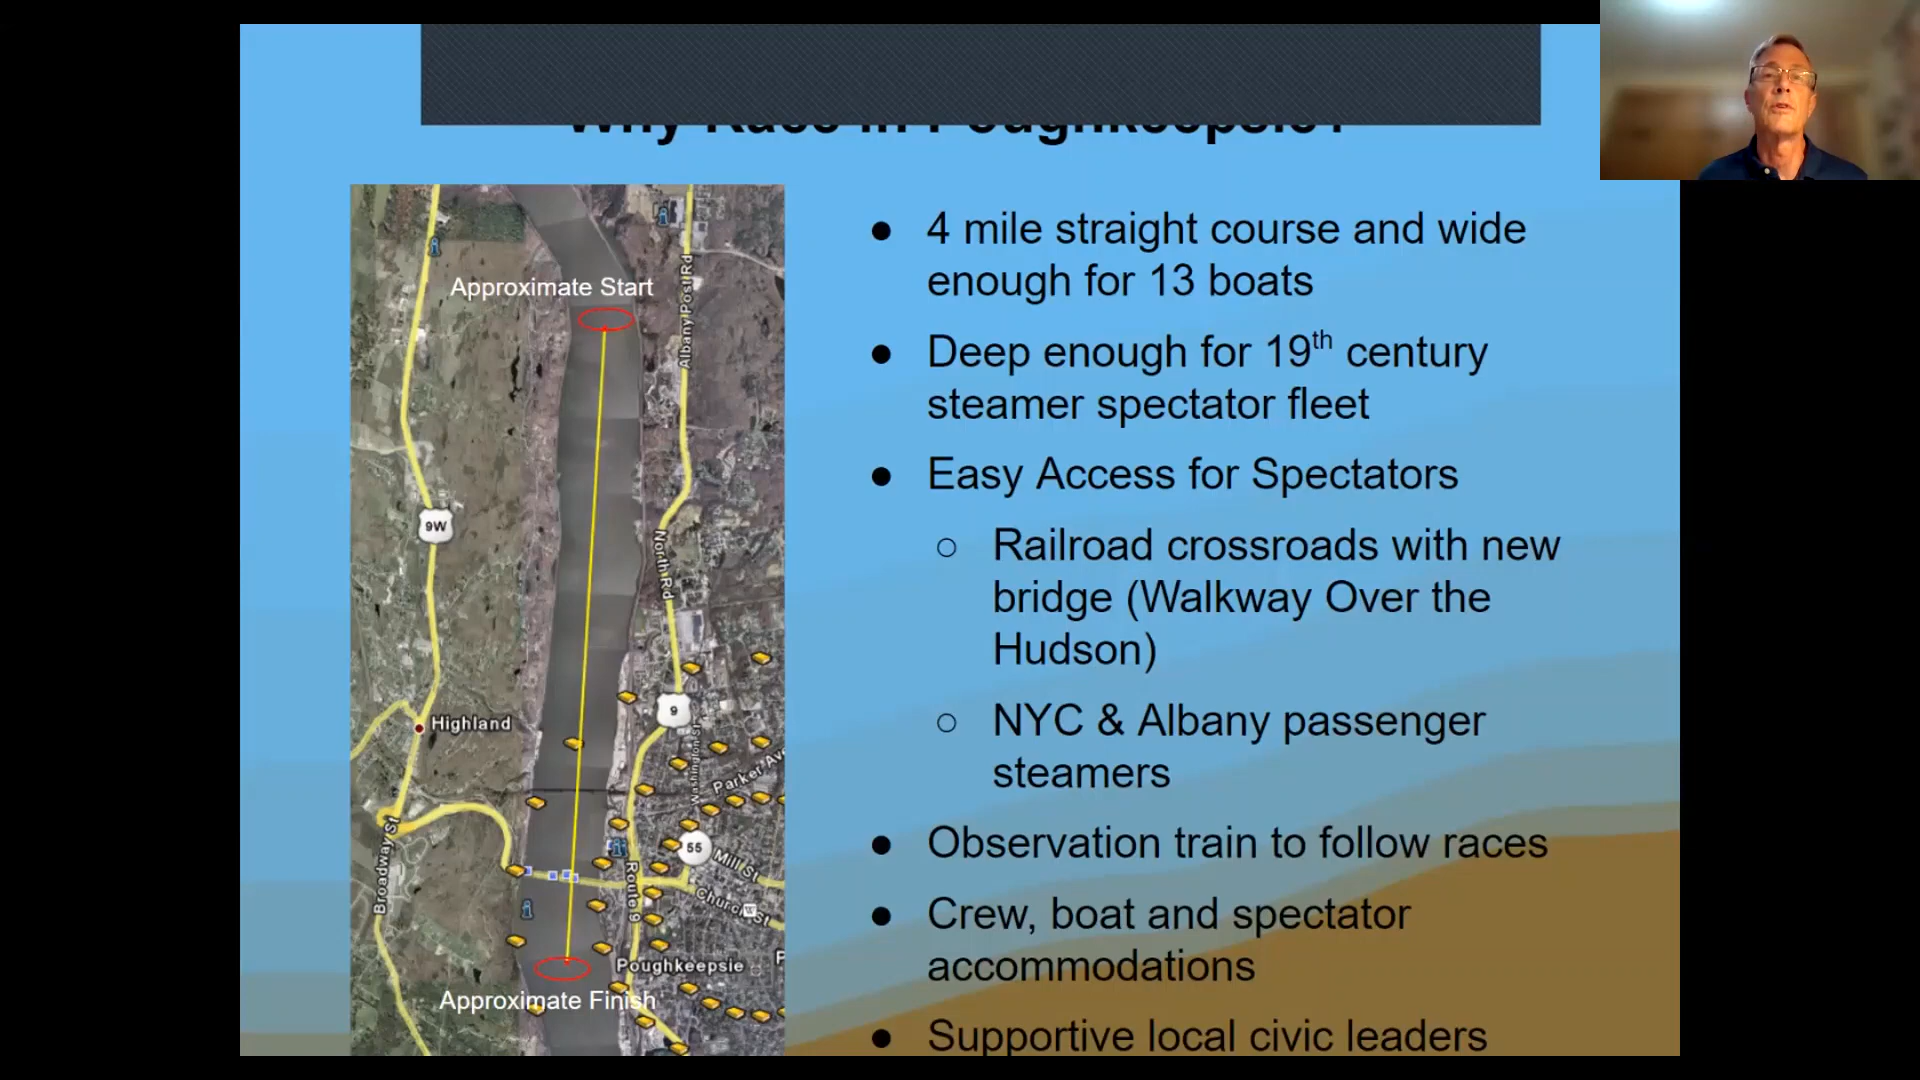 Why Race in Poughkeepsie?
● 4 mile straight course and wide
enough for 13 boats
● Deep enough for 19th century
steamer spectator fleet
● Easy Access for Spectators
○ Railroad crossroads with new
bridge (Walkway Over the
Hudson)
○ NYC & Albany passenger
steamers
● Observation train to follow races
● Crew, boat and spectator
accommodations
● Supportive local civic leaders
Approximate Start
Albany Post Rd
9W
North Rd
9
Highland
Washington St
Parker Av
Broadway St
55
Mill St
Route 9
Church St
W
Poughkeepsie
P
Approximate Finish